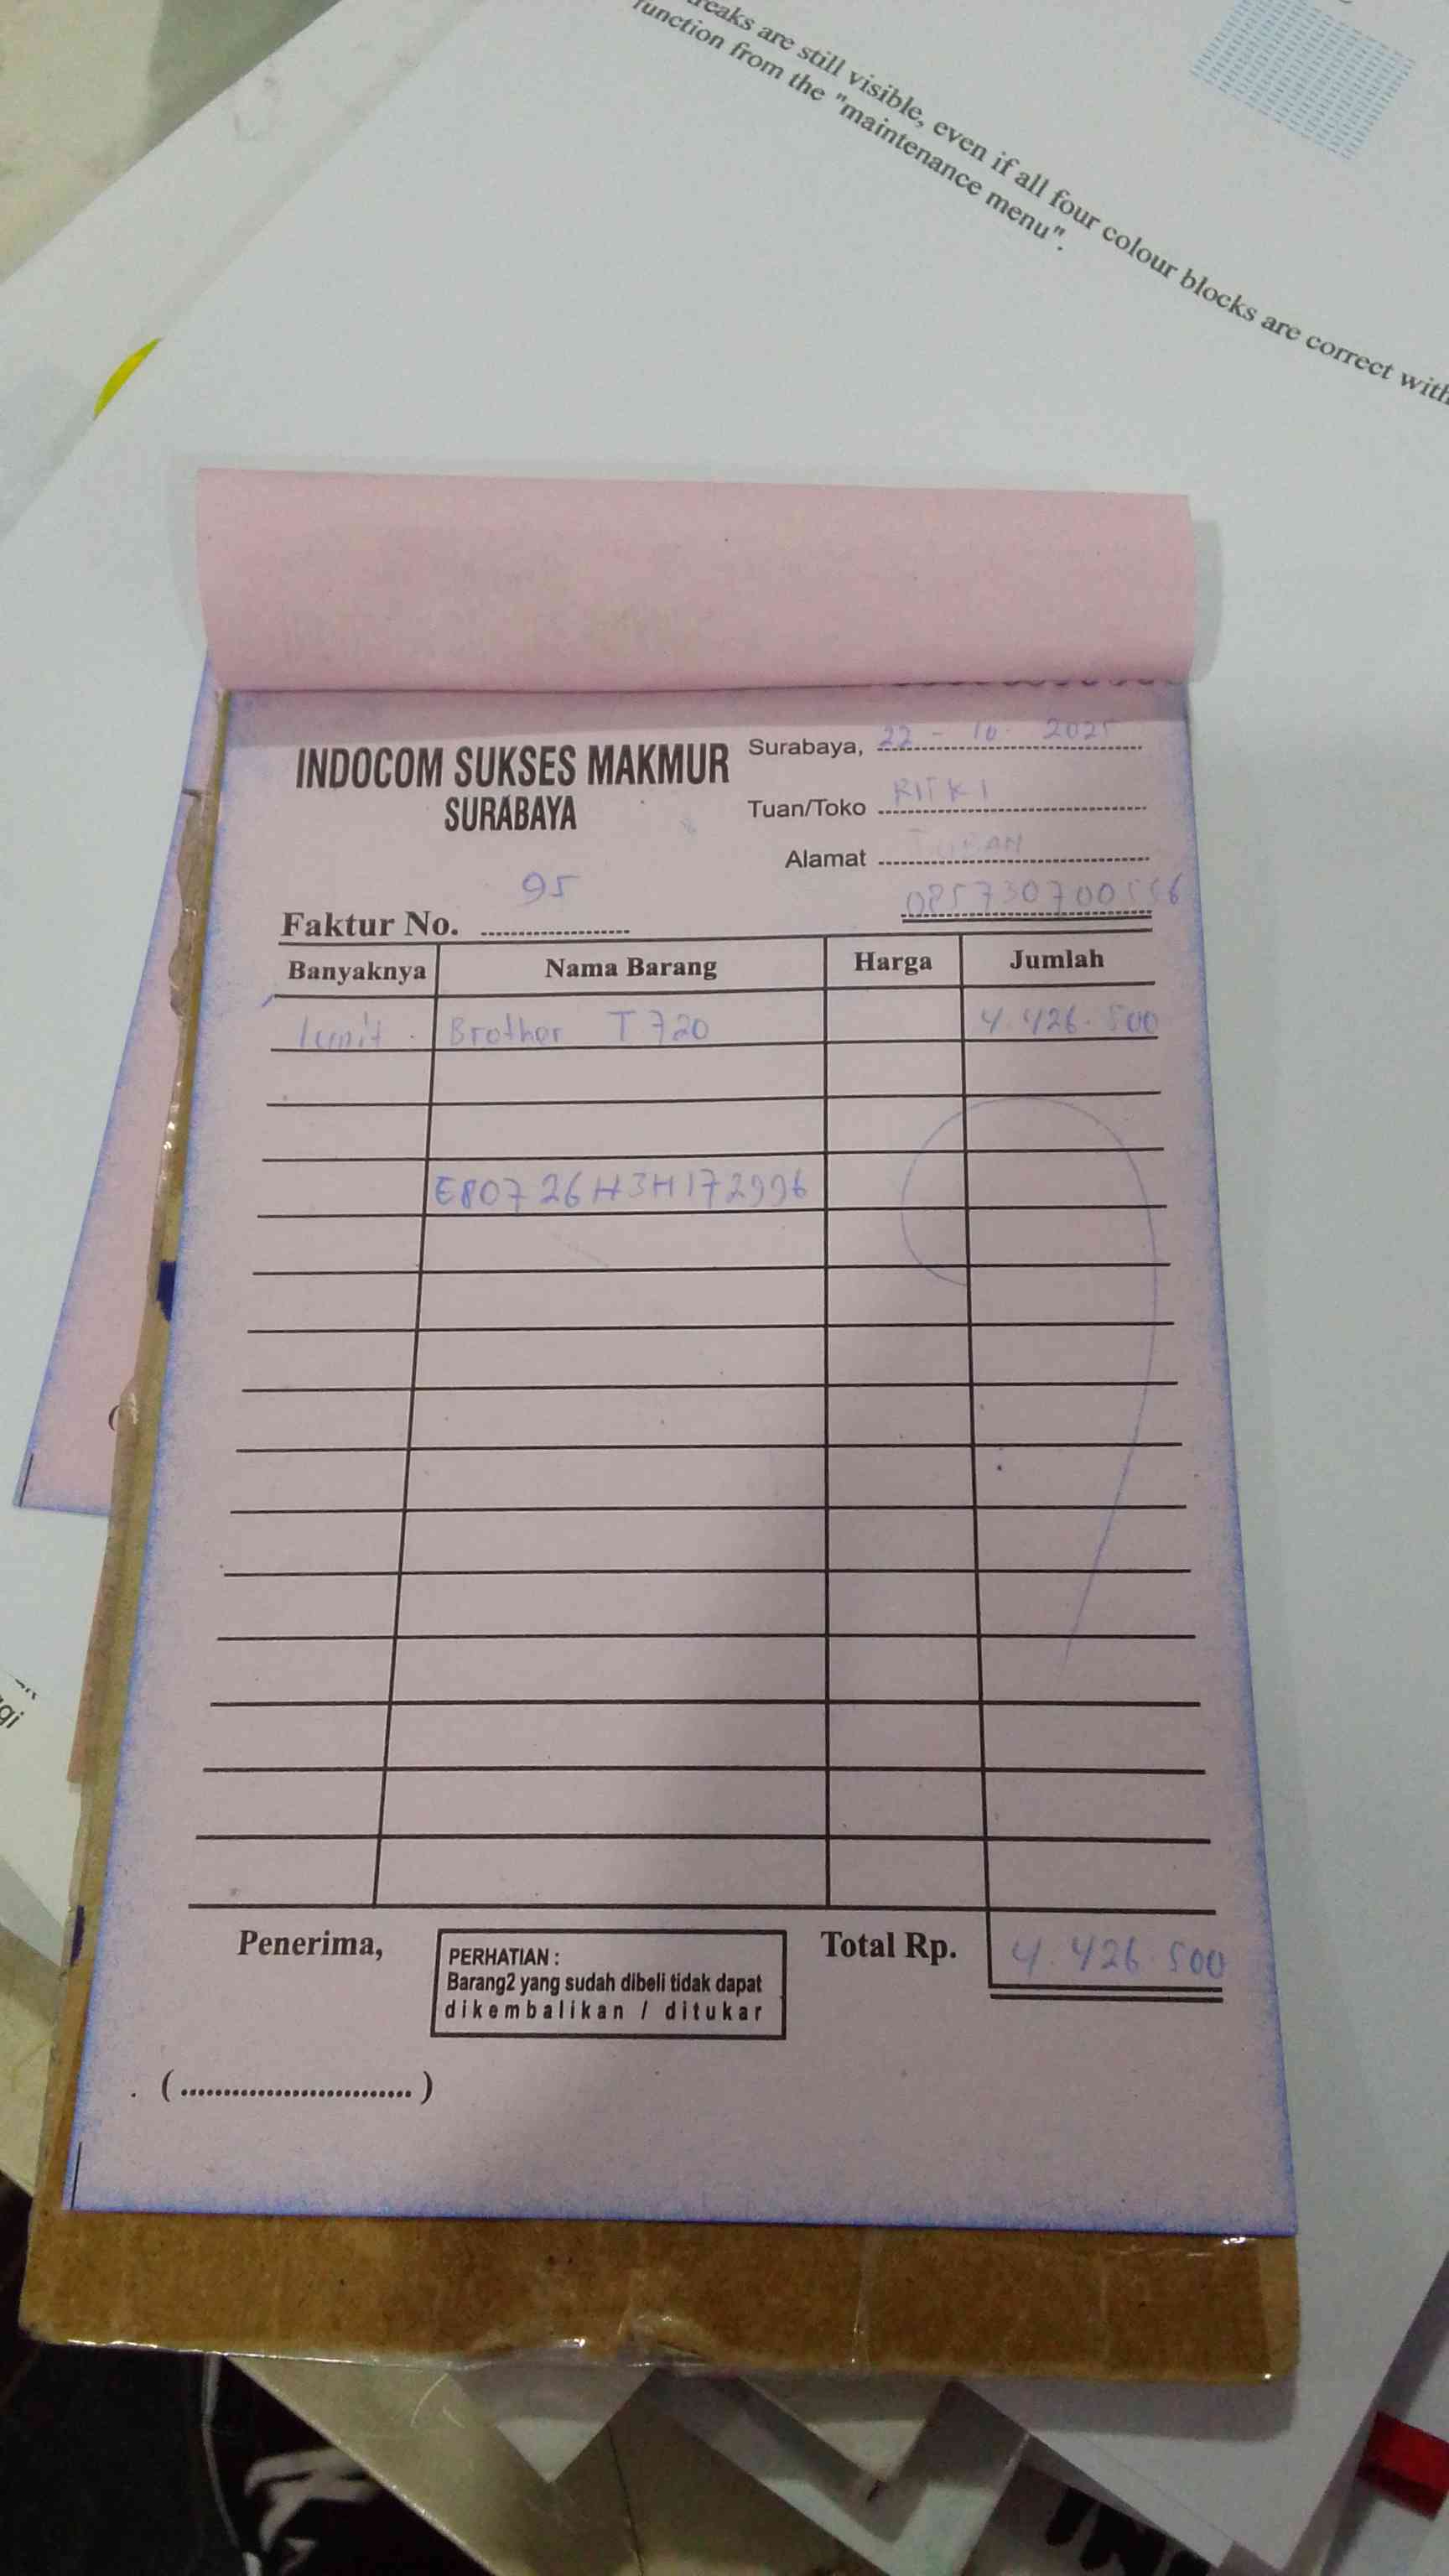 reaks are still visible, even if all four colour blocks are correct with
function from the "maintenance menu".
INDOCOM SUKSES MAKMUR
SURABAYA
Surabaya, 22 - 10 - 2025
Tuan/Toko
Alamat
Faktur No. 95
Banyaknya Nama Barang Harga Jumlah
1 unit Brother T720 4.426.500
E80726H3H172996
Penerima,
PERHATIAN :
Barang2 yang sudah dibeli tidak dapat
dikembalikan / ditukar
Total Rp. 4.426.500
(............................)